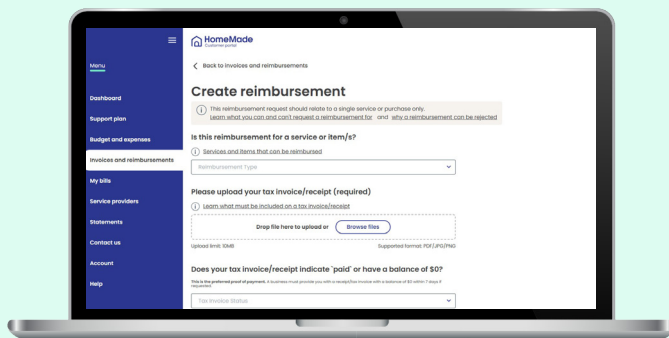 HomeMade
Customer portal
Menu
Back to invoices and reimbursements
Dashboard
Support plan
Budget and expenses
Invoices and reimbursements
My bills
Service providers
Statements
Contact us
Account
Help
Create reimbursement
This reimbursement request should relate to a single service or purchase only.
Learn what you can and can't request a reimbursement for and why a reimbursement can be rejected
Is this reimbursement for a service or item/s?
Services and items that can be reimbursed
Reimbursement Type
Please upload your tax invoice/receipt (required)
Learn what must be included on a tax invoice/receipt
Drop file here to upload or Browse files
Upload limit: 10MB Supported format: PDF/JPG/PNG
Does your tax invoice/receipt indicate `paid` or have a balance of $0?
This is the preferred proof of payment. A business must provide you with a receipt/tax invoice with a balance of $0 within 7 days if
requested.
Tax Invoice Status